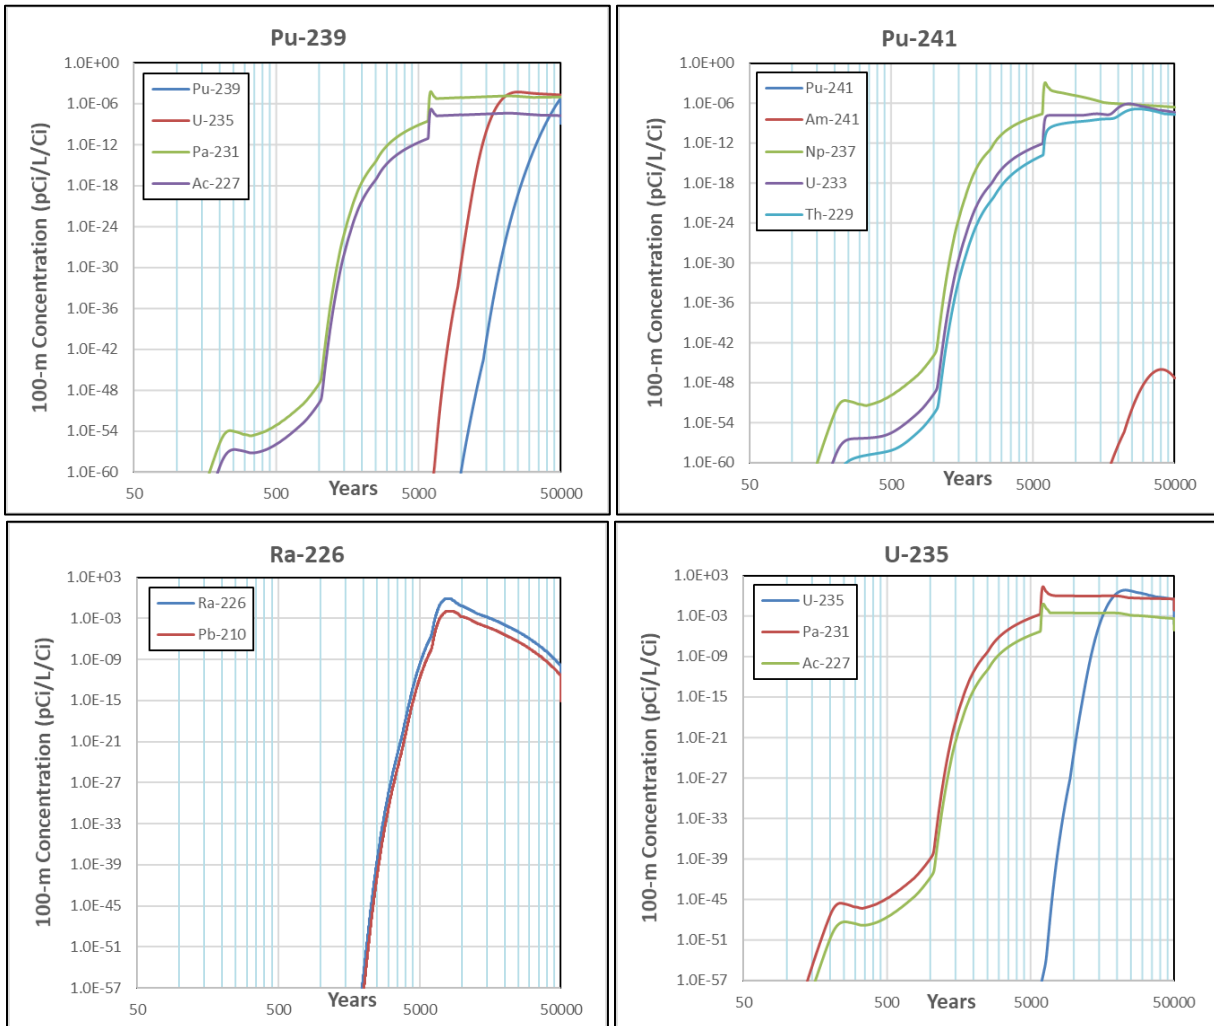 Pu-239
1.0E+00
1.0E-06
1.0E-12
1.0E-18
1.0E-24
1.0E-30
1.0E-36
1.0E-42
1.0E-48
1.0E-54
1.0E-60
100-m Concentration (pCi/L/Ci)
Pu-239
U-235
Pa-231
Ac-227
50
500
5000
50000
Years
Pu-241
1.0E+00
1.0E-06
1.0E-12
1.0E-18
1.0E-24
1.0E-30
1.0E-36
1.0E-42
1.0E-48
1.0E-54
1.0E-60
100-m Concentration (pCi/L/Ci)
Pu-241
Am-241
Np-237
U-233
Th-229
50
500
5000
50000
Years
Ra-226
1.0E+03
1.0E-03
1.0E-09
1.0E-15
1.0E-21
1.0E-27
1.0E-33
1.0E-39
1.0E-45
1.0E-51
1.0E-57
100-m Concentration (pCi/L/Ci)
Ra-226
Pb-210
50
500
5000
50000
Years
U-235
1.0E+03
1.0E-03
1.0E-09
1.0E-15
1.0E-21
1.0E-27
1.0E-33
1.0E-39
1.0E-45
1.0E-51
1.0E-57
100-m Concentration (pCi/L/Ci)
U-235
Pa-231
Ac-227
50
500
5000
50000
Years